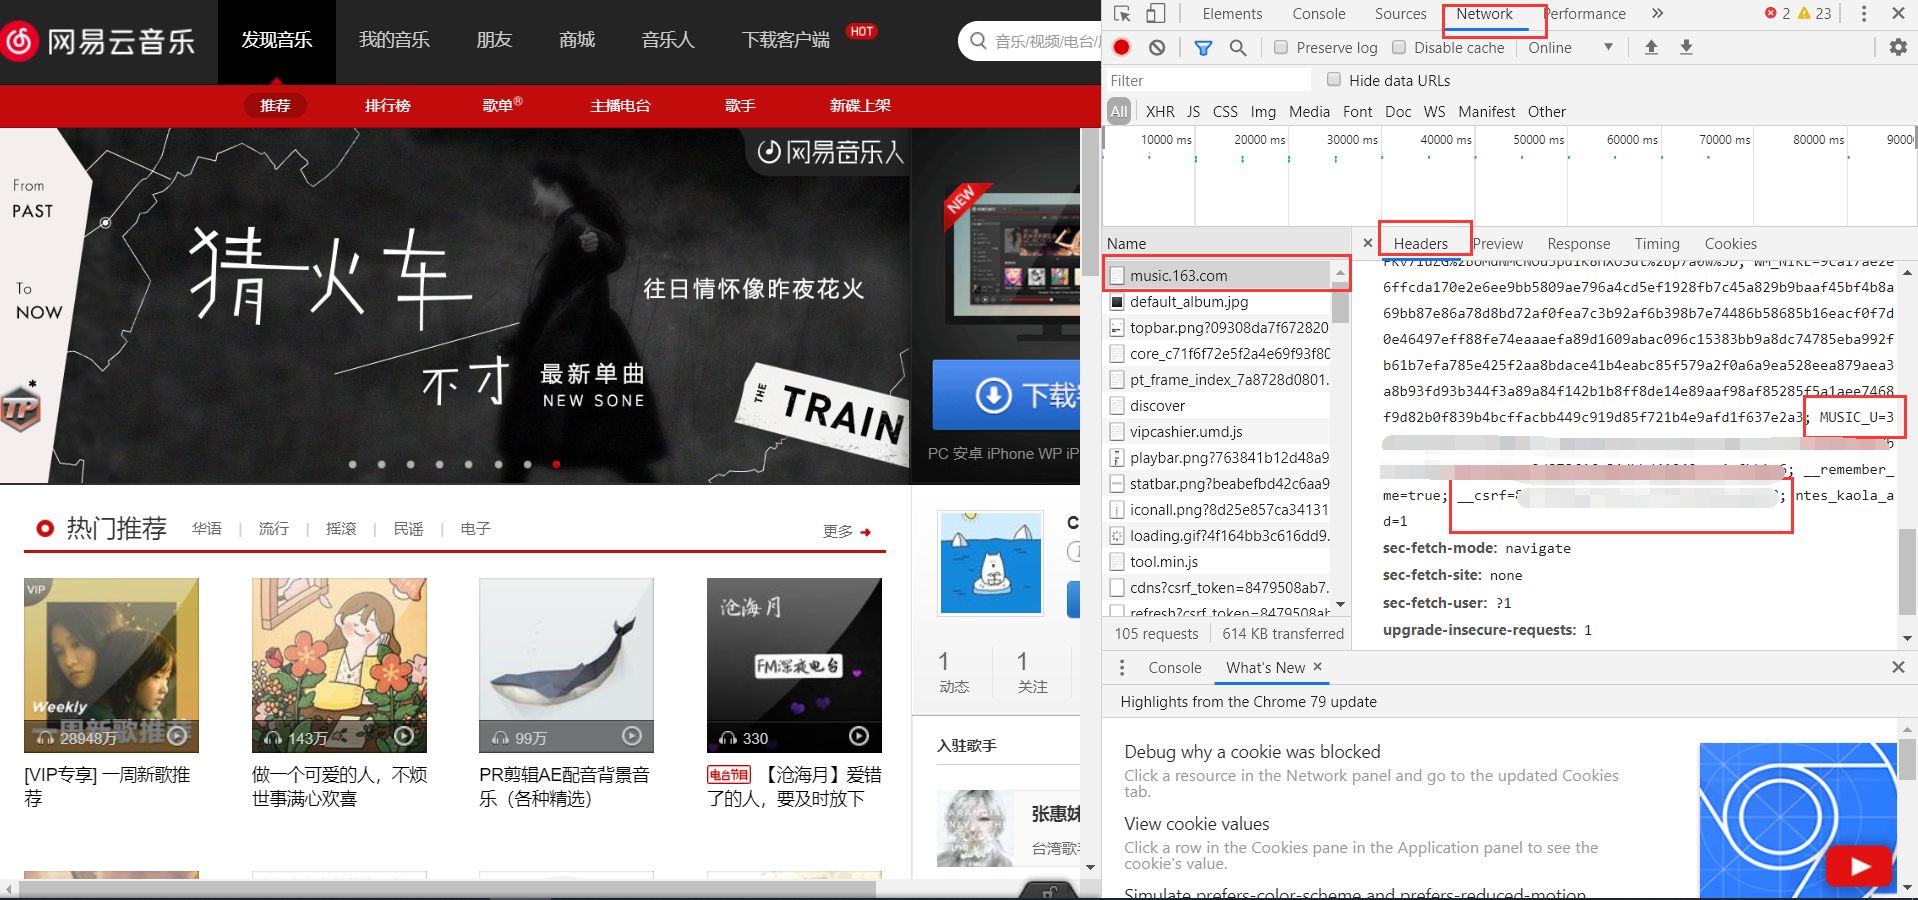 网易云音乐
发现音乐 我的音乐 朋友 商城 音乐人 下载客户端 HOT
音乐/视频/电台/
推荐 排行榜 歌单® 主播电台 歌手 新碟上架
网易音乐人
From
PAST
To
NOW
猜火车
往日情怀像昨夜花火
不才
最新单曲
NEW SONE
THE
TRAIN
TP
NEW
下载
PC 安卓 iPhone WP iP
热门推荐 华语 | 流行 | 摇滚 | 民谣 | 电子
更多
VIP
Weekly
一周新歌推荐
28948万
[VIP专享] 一周新歌推
荐
143万
做一个可爱的人，不烦
世事满心欢喜
99万
PR剪辑AE配音背景音
乐（各种精选）
沧海月
FM深夜电台
330
电台节目 【沧海月】爱错
了的人，要及时放下
1
动态
1
关注
入驻歌手
张惠妹
台湾歌手
Elements Console Sources Network Performance » 2 23
Preserve log Disable cache Online
Filter
Hide data URLs
All XHR JS CSS Img Media Font Doc WS Manifest Other
10000 ms 20000 ms 30000 ms 40000 ms 50000 ms 60000 ms 70000 ms 80000 ms 9000
Name
music.163.com
default_album.jpg
topbar.png?09308da7f672820
core_c71f6f72e5f2a4e69f93f80
pt_frame_index_7a8728d0801.
discover
vipcashier.umd.js
playbar.png?763841b12d48a9
statbar.png?beabefbd42c6aa9
iconall.png?8d25e857ca34131
loading.gif?4f164bb3c616dd9.
tool.min.js
cdns?csrf_token=8479508ab7.
refresh?csrf_token=8479508ab
105 requests 614 KB transferred
Headers Preview Response Timing Cookies
6ffcda170e2e6ee9bb5809ae796a4cd5ef1928fb7c45a829b9baaf45bf4b8a
69bb87e86a78d8bd72af0fea7c3b92af6b398b7e74486b58685b16eacf0f7d
0e46497eff88fe74eaaaefa89d1609abac096c15383bb9a8dc74785eba992f
b61b7efa785e425f2aa8bdace41b4eabc85f579a2f0a6a9ea528eea879aea3
a8b93fd93b344f3a89a84f142b1b8ff8de14e89aaf98af85285f5a1aee7468
f9d82b0f839b4bcffacbb449c919d85f721b4e9afd1f637e2a3; MUSIC_U=3
6; __remember_
me=true; __csrf=8 ; ntes_kaola_a
d=1
sec-fetch-mode: navigate
sec-fetch-site: none
sec-fetch-user: ?1
upgrade-insecure-requests: 1
Console What's New
Highlights from the Chrome 79 update
Debug why a cookie was blocked
Click a resource in the Network panel and go to the updated Cookies
tab.
View cookie values
Click a row in the Cookies pane in the Application panel to see the
cookie's value.
Simulate prefers-color-scheme and prefers-reduced-motion